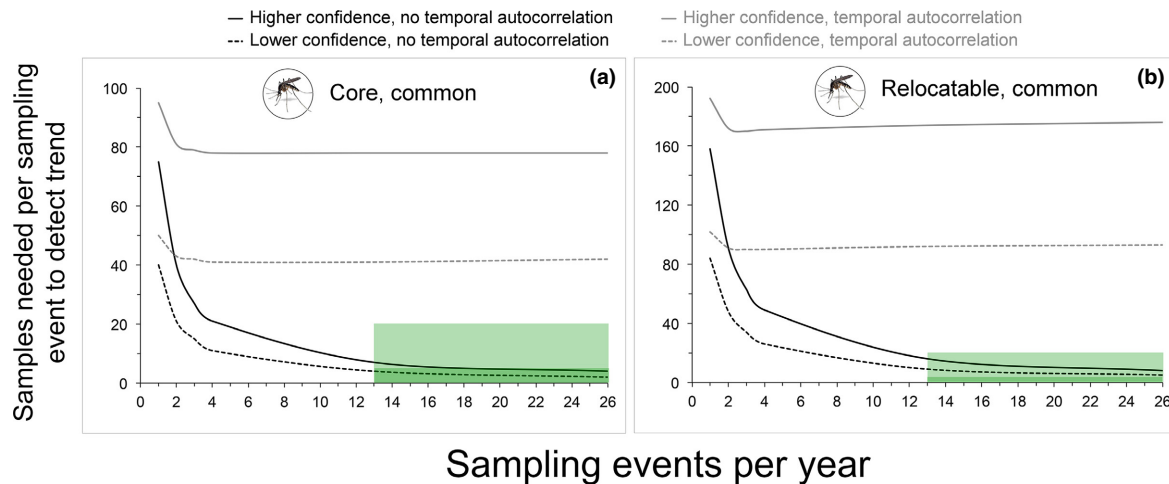 Higher confidence, no temporal autocorrelation
Lower confidence, no temporal autocorrelation
Higher confidence, temporal autocorrelation
Lower confidence, temporal autocorrelation
Samples needed per sampling
event to detect trend
(a)
Core, common
100
80
60
40
20
0
0 2 4 6 8 10 12 14 16 18 20 22 24 26
(b)
Relocatable, common
200
160
120
80
40
0
0 2 4 6 8 10 12 14 16 18 20 22 24 26
Sampling events per year